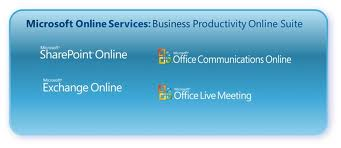 Microsoft Online Services: Business Productivity Online Suite
Microsoft
SharePoint Online
Microsoft
Office Communications Online
Microsoft
Exchange Online
Microsoft
Office Live Meeting